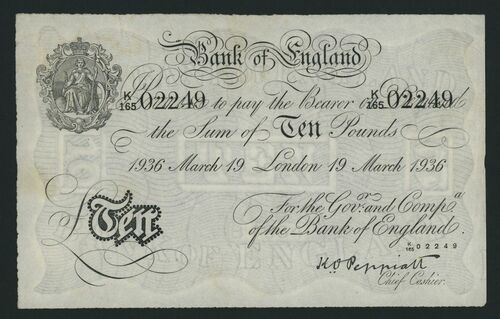 Bank of England
K/165 02249 to pay the Bearer on K/165 02249
the Sum of Ten Pounds
1936 March 19 London 19 March 1936
For the Govr. and Compa.
of the Bank of England.
K/165 02249
£Ten
K O Peppiatt
Chief Cashier.